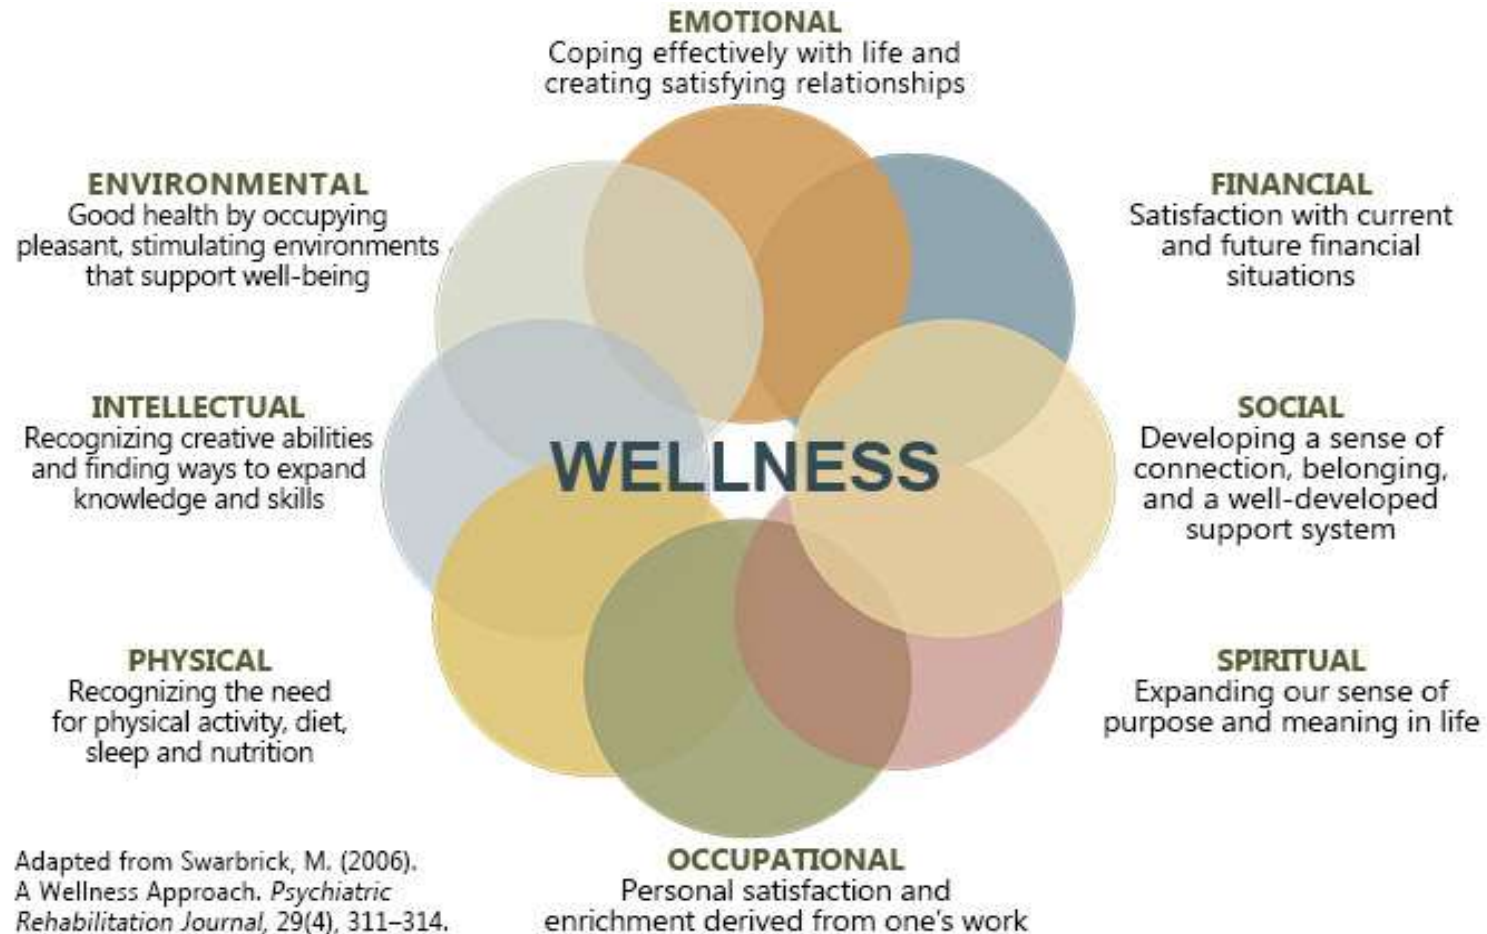 EMOTIONAL
Coping effectively with life and
creating satisfying relationships
ENVIRONMENTAL
Good health by occupying
pleasant, stimulating environments
that support well-being
FINANCIAL
Satisfaction with current
and future financial
situations
INTELLECTUAL
Recognizing creative abilities
and finding ways to expand
knowledge and skills
WELLNESS
SOCIAL
Developing a sense of
connection, belonging,
and a well-developed
support system
PHYSICAL
Recognizing the need
for physical activity, diet,
sleep and nutrition
SPIRITUAL
Expanding our sense of
purpose and meaning in life
OCCUPATIONAL
Personal satisfaction and
enrichment derived from one's work
Adapted from Swarbrick, M. (2006).
A Wellness Approach. Psychiatric
Rehabilitation Journal, 29(4), 311–314.